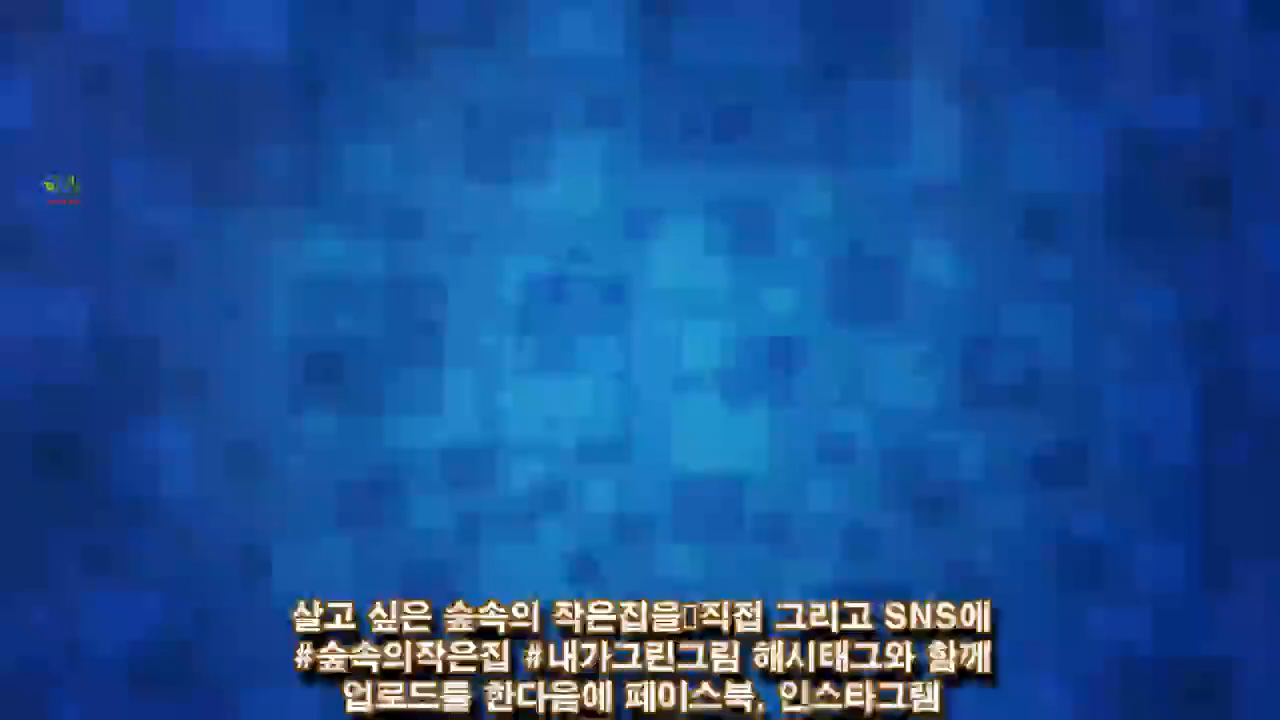 살고 싶은 숲속의 작은집을 직접 그리고 SNS에
#숲속의작은집 #내가그린그림 해시태그와 함께
업로드를 한다음에 페이스북, 인스타그램